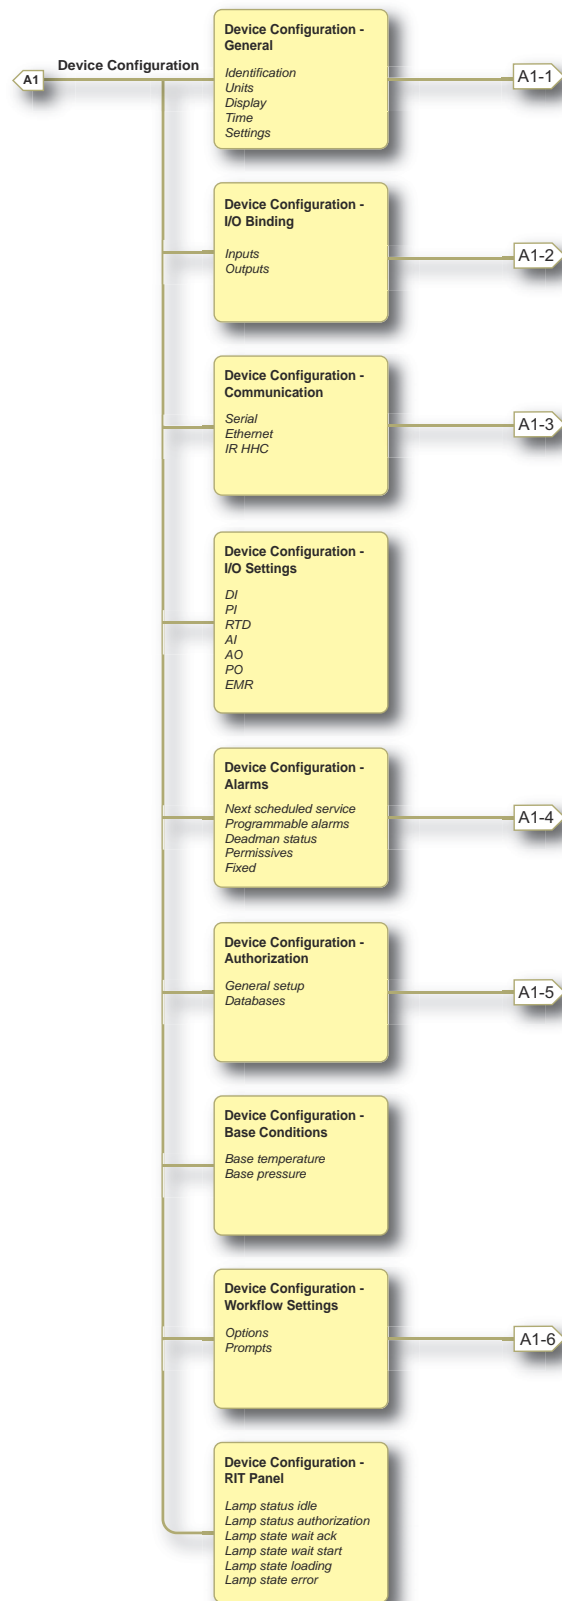 Device Configuration -
General
Identification
Units
Display
Time
Settings
A1
Device Configuration
A1-1
Device Configuration -
I/O Binding
Inputs
Outputs
A1-2
Device Configuration -
Communication
Serial
Ethernet
IR HHC
A1-3
Device Configuration -
I/O Settings
DI
PI
RTD
AI
AO
PO
EMR
Device Configuration -
Alarms
Next scheduled service
Programmable alarms
Deadman status
Permissives
Fixed
A1-4
Device Configuration -
Authorization
General setup
Databases
A1-5
Device Configuration -
Base Conditions
Base temperature
Base pressure
Device Configuration -
Workflow Settings
Options
Prompts
A1-6
Device Configuration -
RIT Panel
Lamp status idle
Lamp status authorization
Lamp state wait ack
Lamp state wait start
Lamp state loading
Lamp state error